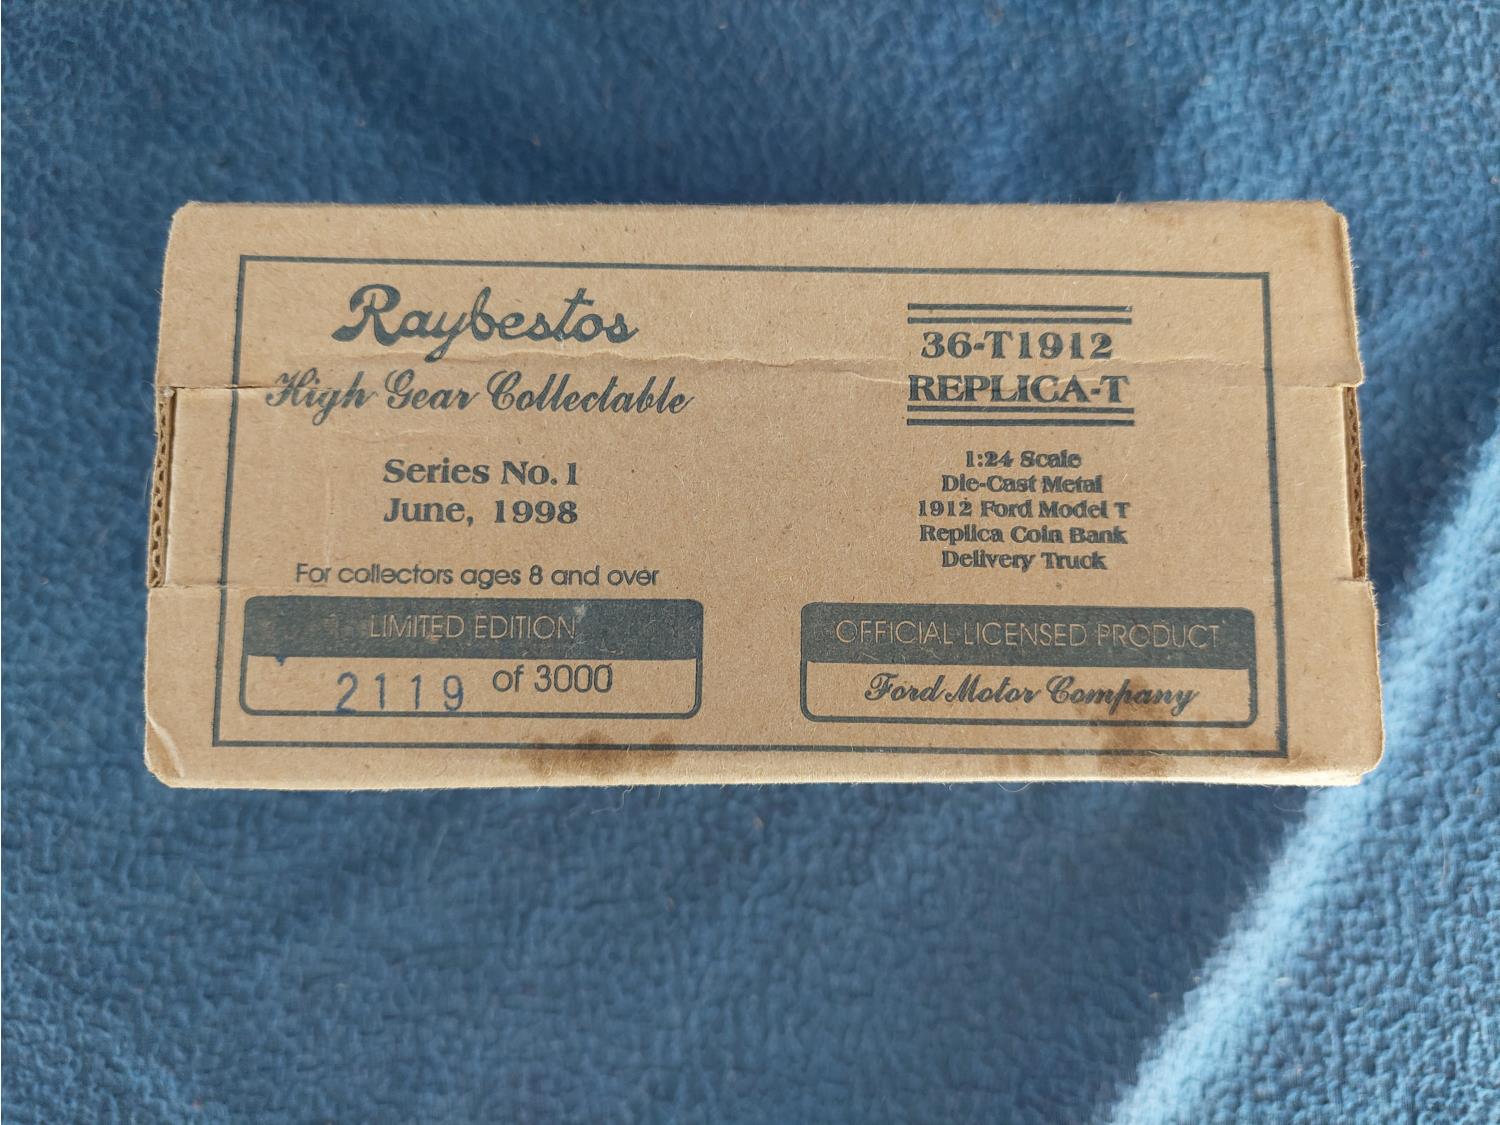 Raybestos
High Gear Collectable
Series No. 1
June, 1998
For collectors ages 8 and over
LIMITED EDITION
2119 of 3000
36-T1912
REPLICA-T
1:24 Scale
Die-Cast Metal
1912 Ford Model T
Replica Coin Bank
Delivery Truck
OFFICIAL LICENSED PRODUCT
Ford Motor Company